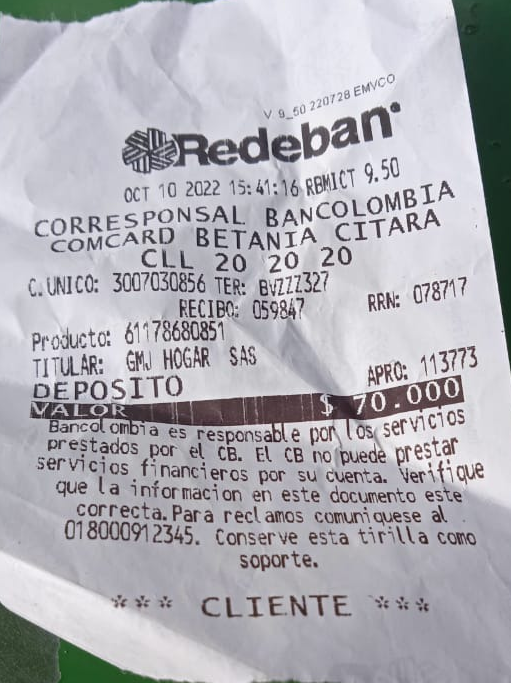 V 9_50 220728 EMVCO
Redeban
OCT 10 2022 15:41:16 RBMICT 9.50
CORRESPONSAL BANCOLOMBIA
COMCARD BETANIA CITARA
CLL 20 20 20
C.UNICO: 3007030856 TER: BVZZZ327
RECIBO: 059847 RRN: 078717
Producto: 61178680851
TITULAR: GMJ HOGAR SAS
DEPOSITO APRO: 113773
VALOR $ 70.000
Bancolombia es responsable por los servicios
prestados por el CB. El CB no puede prestar
servicios financieros por su cuenta. Verifique
que la informacion en este documento este
correcta. Para reclamos comuniquese al
018000912345. Conserve esta tirilla como
soporte.
*** CLIENTE ***